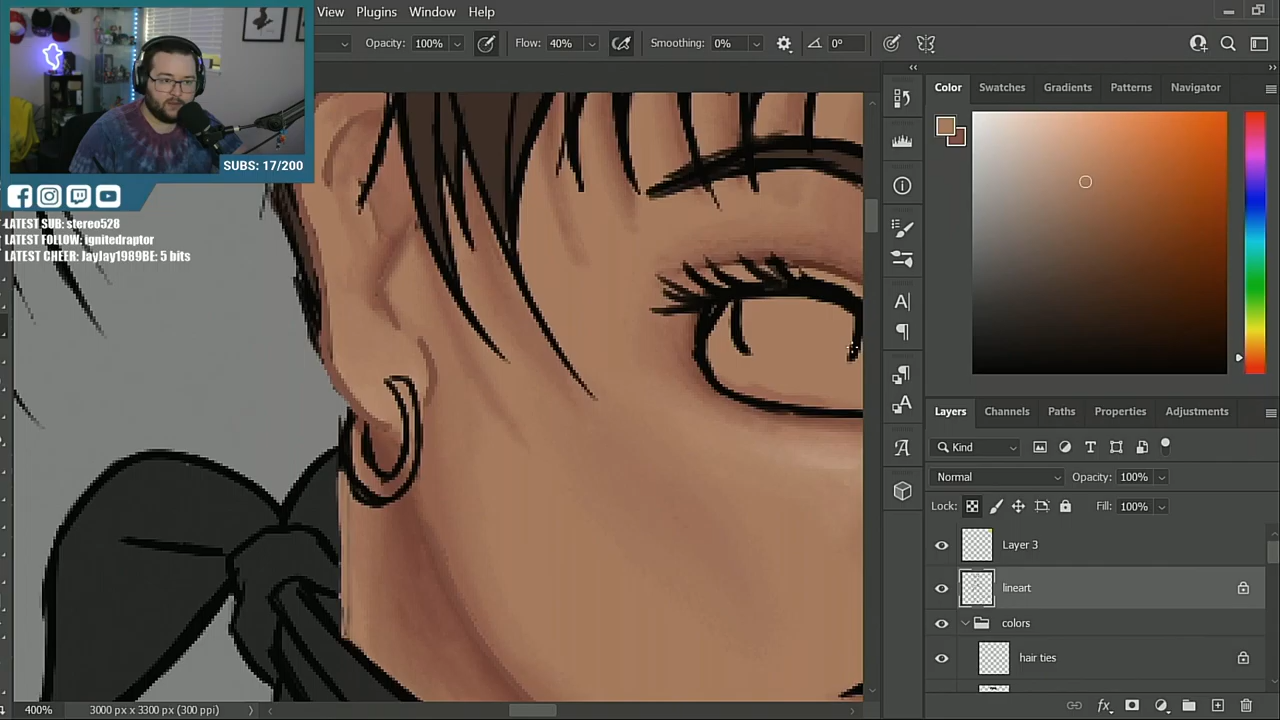 View Plugins Window Help
Opacity: 100% Flow: 40% Smoothing: 0% 0°
SUBS: 17/200
LATEST SUB: stereo528
LATEST FOLLOW: ignitedraptor
LATEST CHEER: JayJay1989BE: 5 bits
Color Swatches Gradients Patterns Navigator
Layers Channels Paths Properties Adjustments
Kind
Normal Opacity: 100%
Lock: Fill: 100%
Layer 3
lineart
colors
hair ties
400% 3000 px x 3300 px (300 ppi)